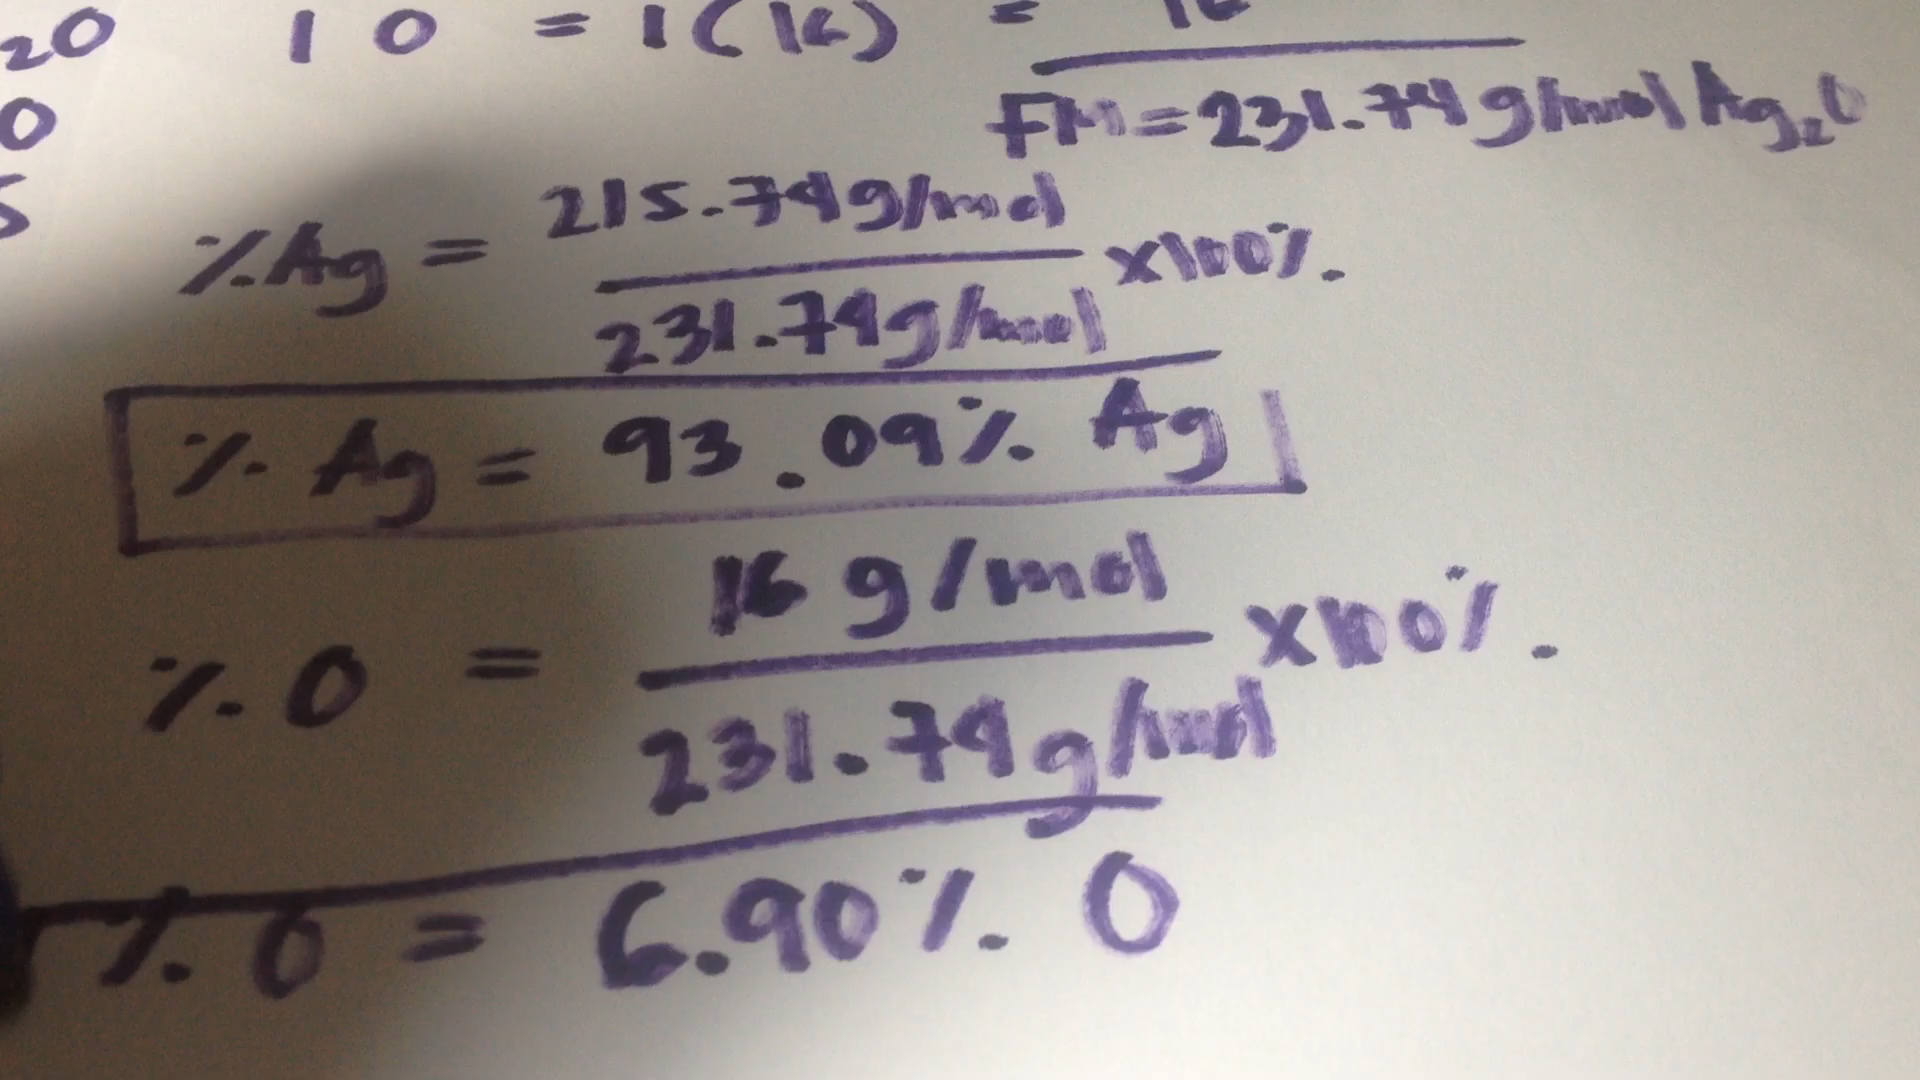 20 1 O = 1(16) = 16
O FM = 231.74 g/mol Ag₂O
5
215.74 g/mol
% Ag = x100%.
231.74 g/mol
% Ag = 93.09% Ag
16 g/mol
% O = x100%.
231.74 g/mol
% O = 6.90% O